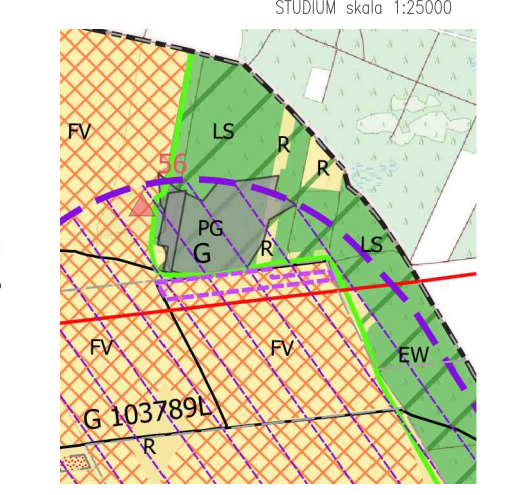 STUDIUM skala 1:25000
FV
LS
R
R
56
PG
G
R
LS
FV
FV
EW
G 103789L
R